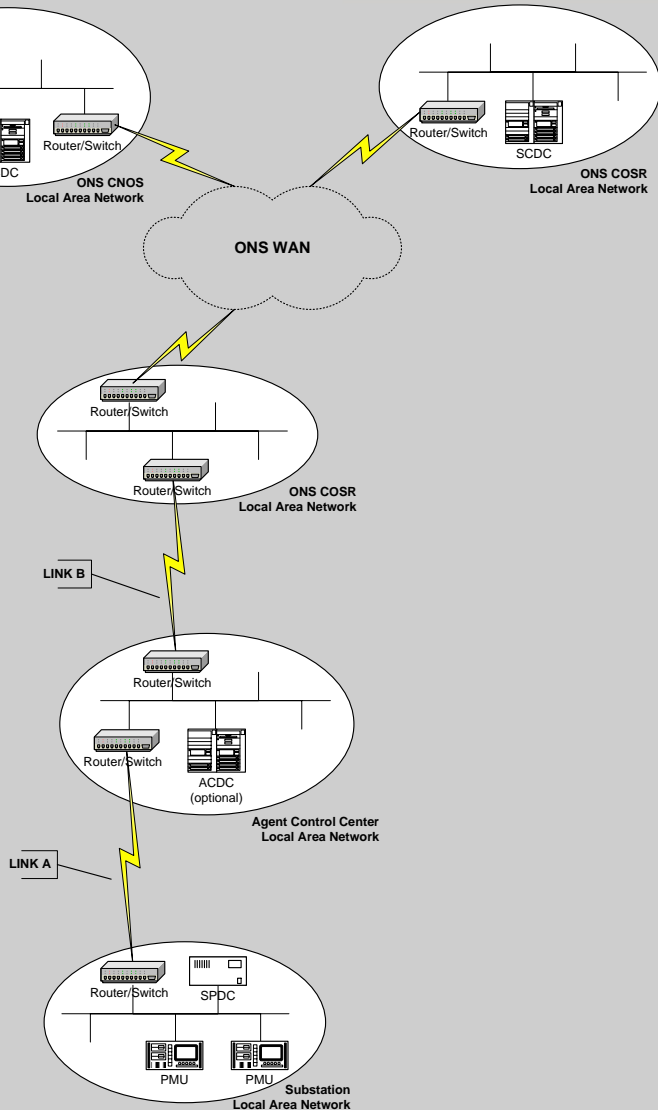 Router/Switch
DC
ONS CNOS
Local Area Network
Router/Switch
SCDC
ONS COSR
Local Area Network
ONS WAN
Router/Switch
Router/Switch
ONS COSR
Local Area Network
LINK B
Router/Switch
Router/Switch
ACDC
(optional)
Agent Control Center
Local Area Network
LINK A
Router/Switch
SPDC
PMU
PMU
Substation
Local Area Network